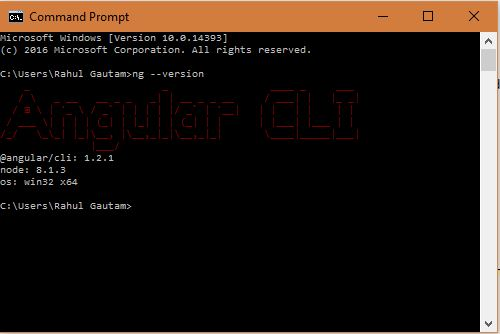 Command Prompt
Microsoft Windows [Version 10.0.14393]
(c) 2016 Microsoft Corporation. All rights reserved.
C:\Users\Rahul Gautam>ng --version
Angular CLI
@angular/cli: 1.2.1
node: 8.1.3
os: win32 x64
C:\Users\Rahul Gautam>